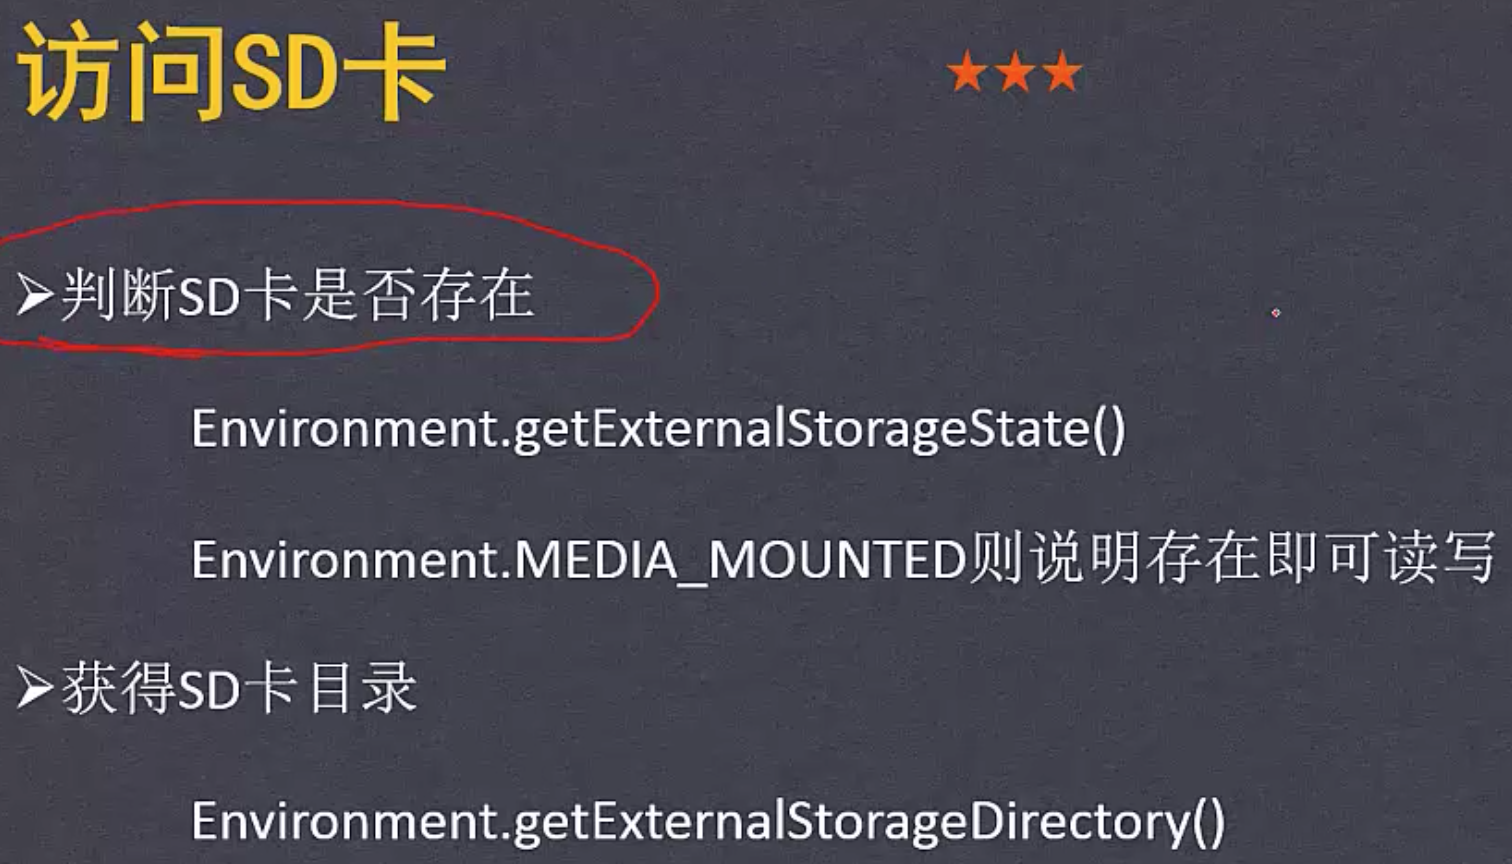 访问SD卡
★★★
➢判断SD卡是否存在
Environment.getExternalStorageState()
Environment.MEDIA_MOUNTED则说明存在即可读写
➢获得SD卡目录
Environment.getExternalStorageDirectory()